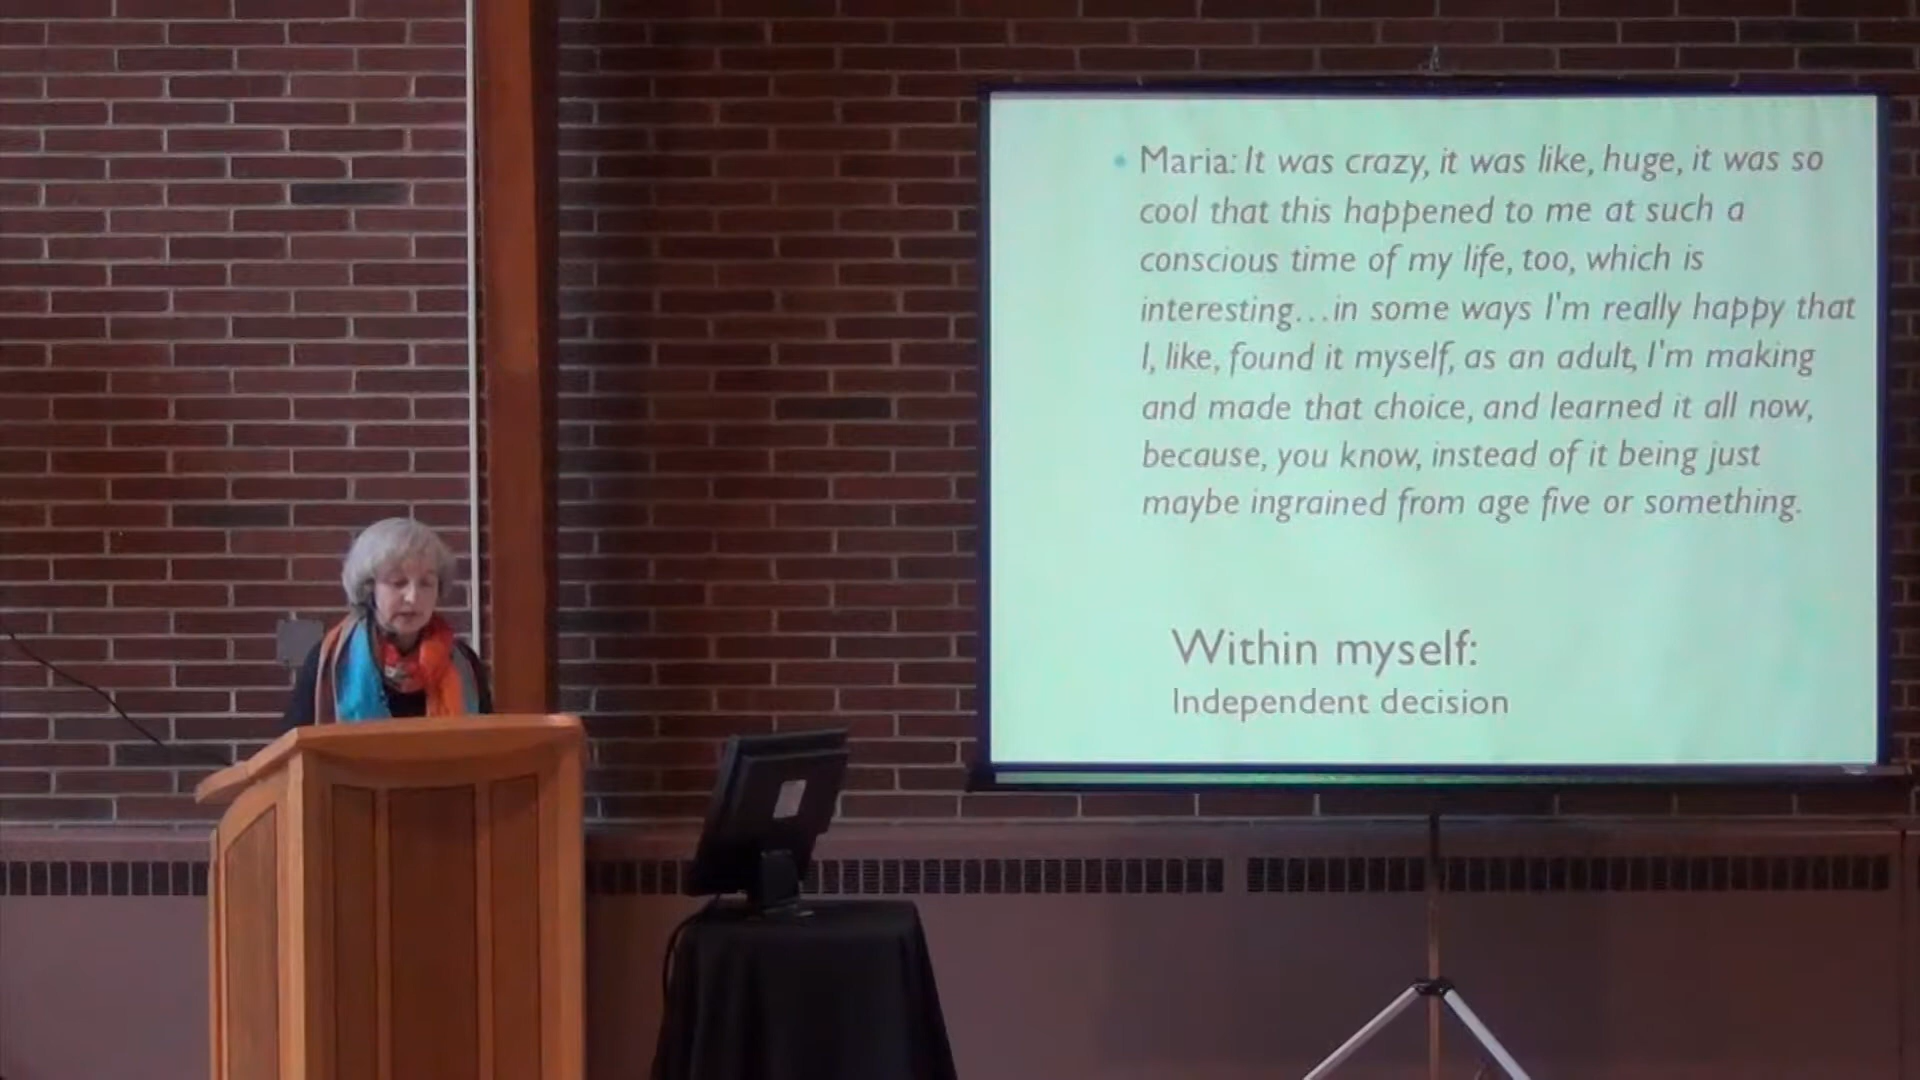 • Maria: It was crazy, it was like, huge, it was so
cool that this happened to me at such a
conscious time of my life, too, which is
interesting...in some ways I'm really happy that
I, like, found it myself, as an adult, I'm making
and made that choice, and learned it all now,
because, you know, instead of it being just
maybe ingrained from age five or something.
Within myself:
Independent decision